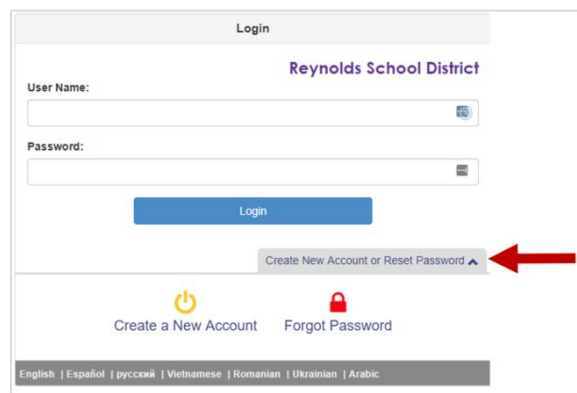 Login
Reynolds School District
User Name:
Password:
Login
Create New Account or Reset Password
Create a New Account Forgot Password
English | Español | русский | Vietnamese | Romanian | Ukrainian | Arabic